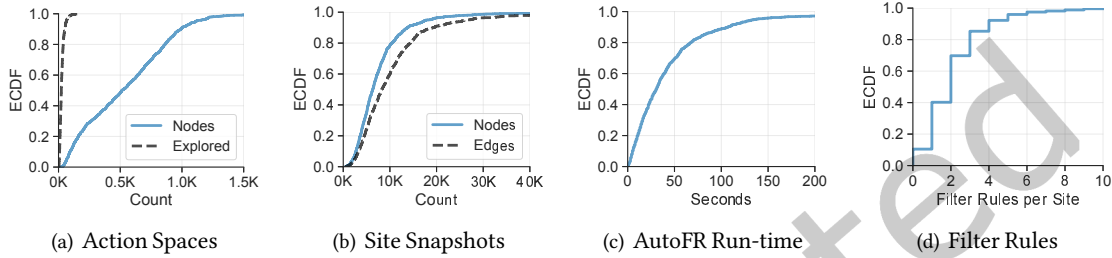 1.0
0.8
0.6
0.4
0.2
0.0
ECDF
Nodes
Explored
0K 0.5K 1.0K 1.5K
Count
(a) Action Spaces
1.0
0.8
0.6
0.4
0.2
0.0
ECDF
Nodes
Edges
0K 10K 20K 30K 40K
Count
(b) Site Snapshots
1.0
0.8
0.6
0.4
0.2
0.0
ECDF
0 50 100 150 200
Seconds
(c) AutoFR Run-time
1.0
0.8
0.6
0.4
0.2
0.0
ECDF
0 2 4 6 8 10
Filter Rules per Site
(d) Filter Rules
ted